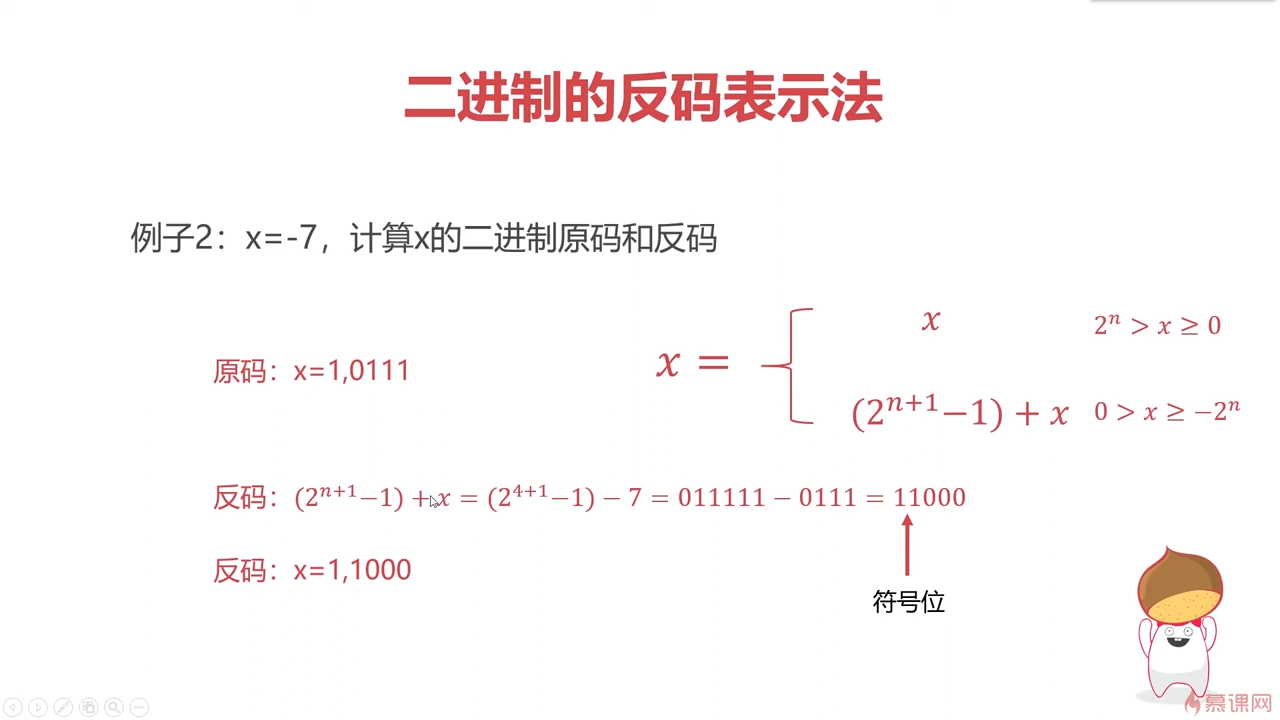 二进制的反码表示法
例子2：x=-7，计算x的二进制原码和反码
原码：x=1,0111
x = { x 2ⁿ > x ≥ 0
(2ⁿ⁺¹−1) + x 0 > x ≥ −2ⁿ
反码：(2ⁿ⁺¹−1) + x = (2⁴⁺¹−1) − 7 = 011111 − 0111 = 11000
反码：x=1,1000
符号位
慕课网